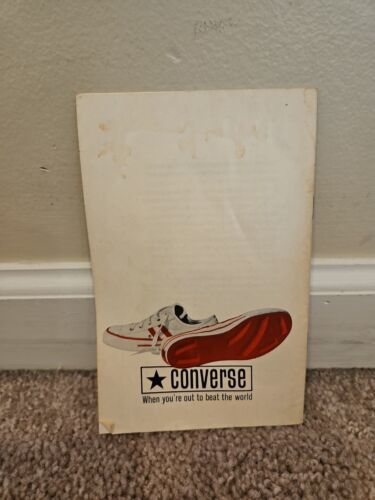 ★ converse
When you're out to beat the world